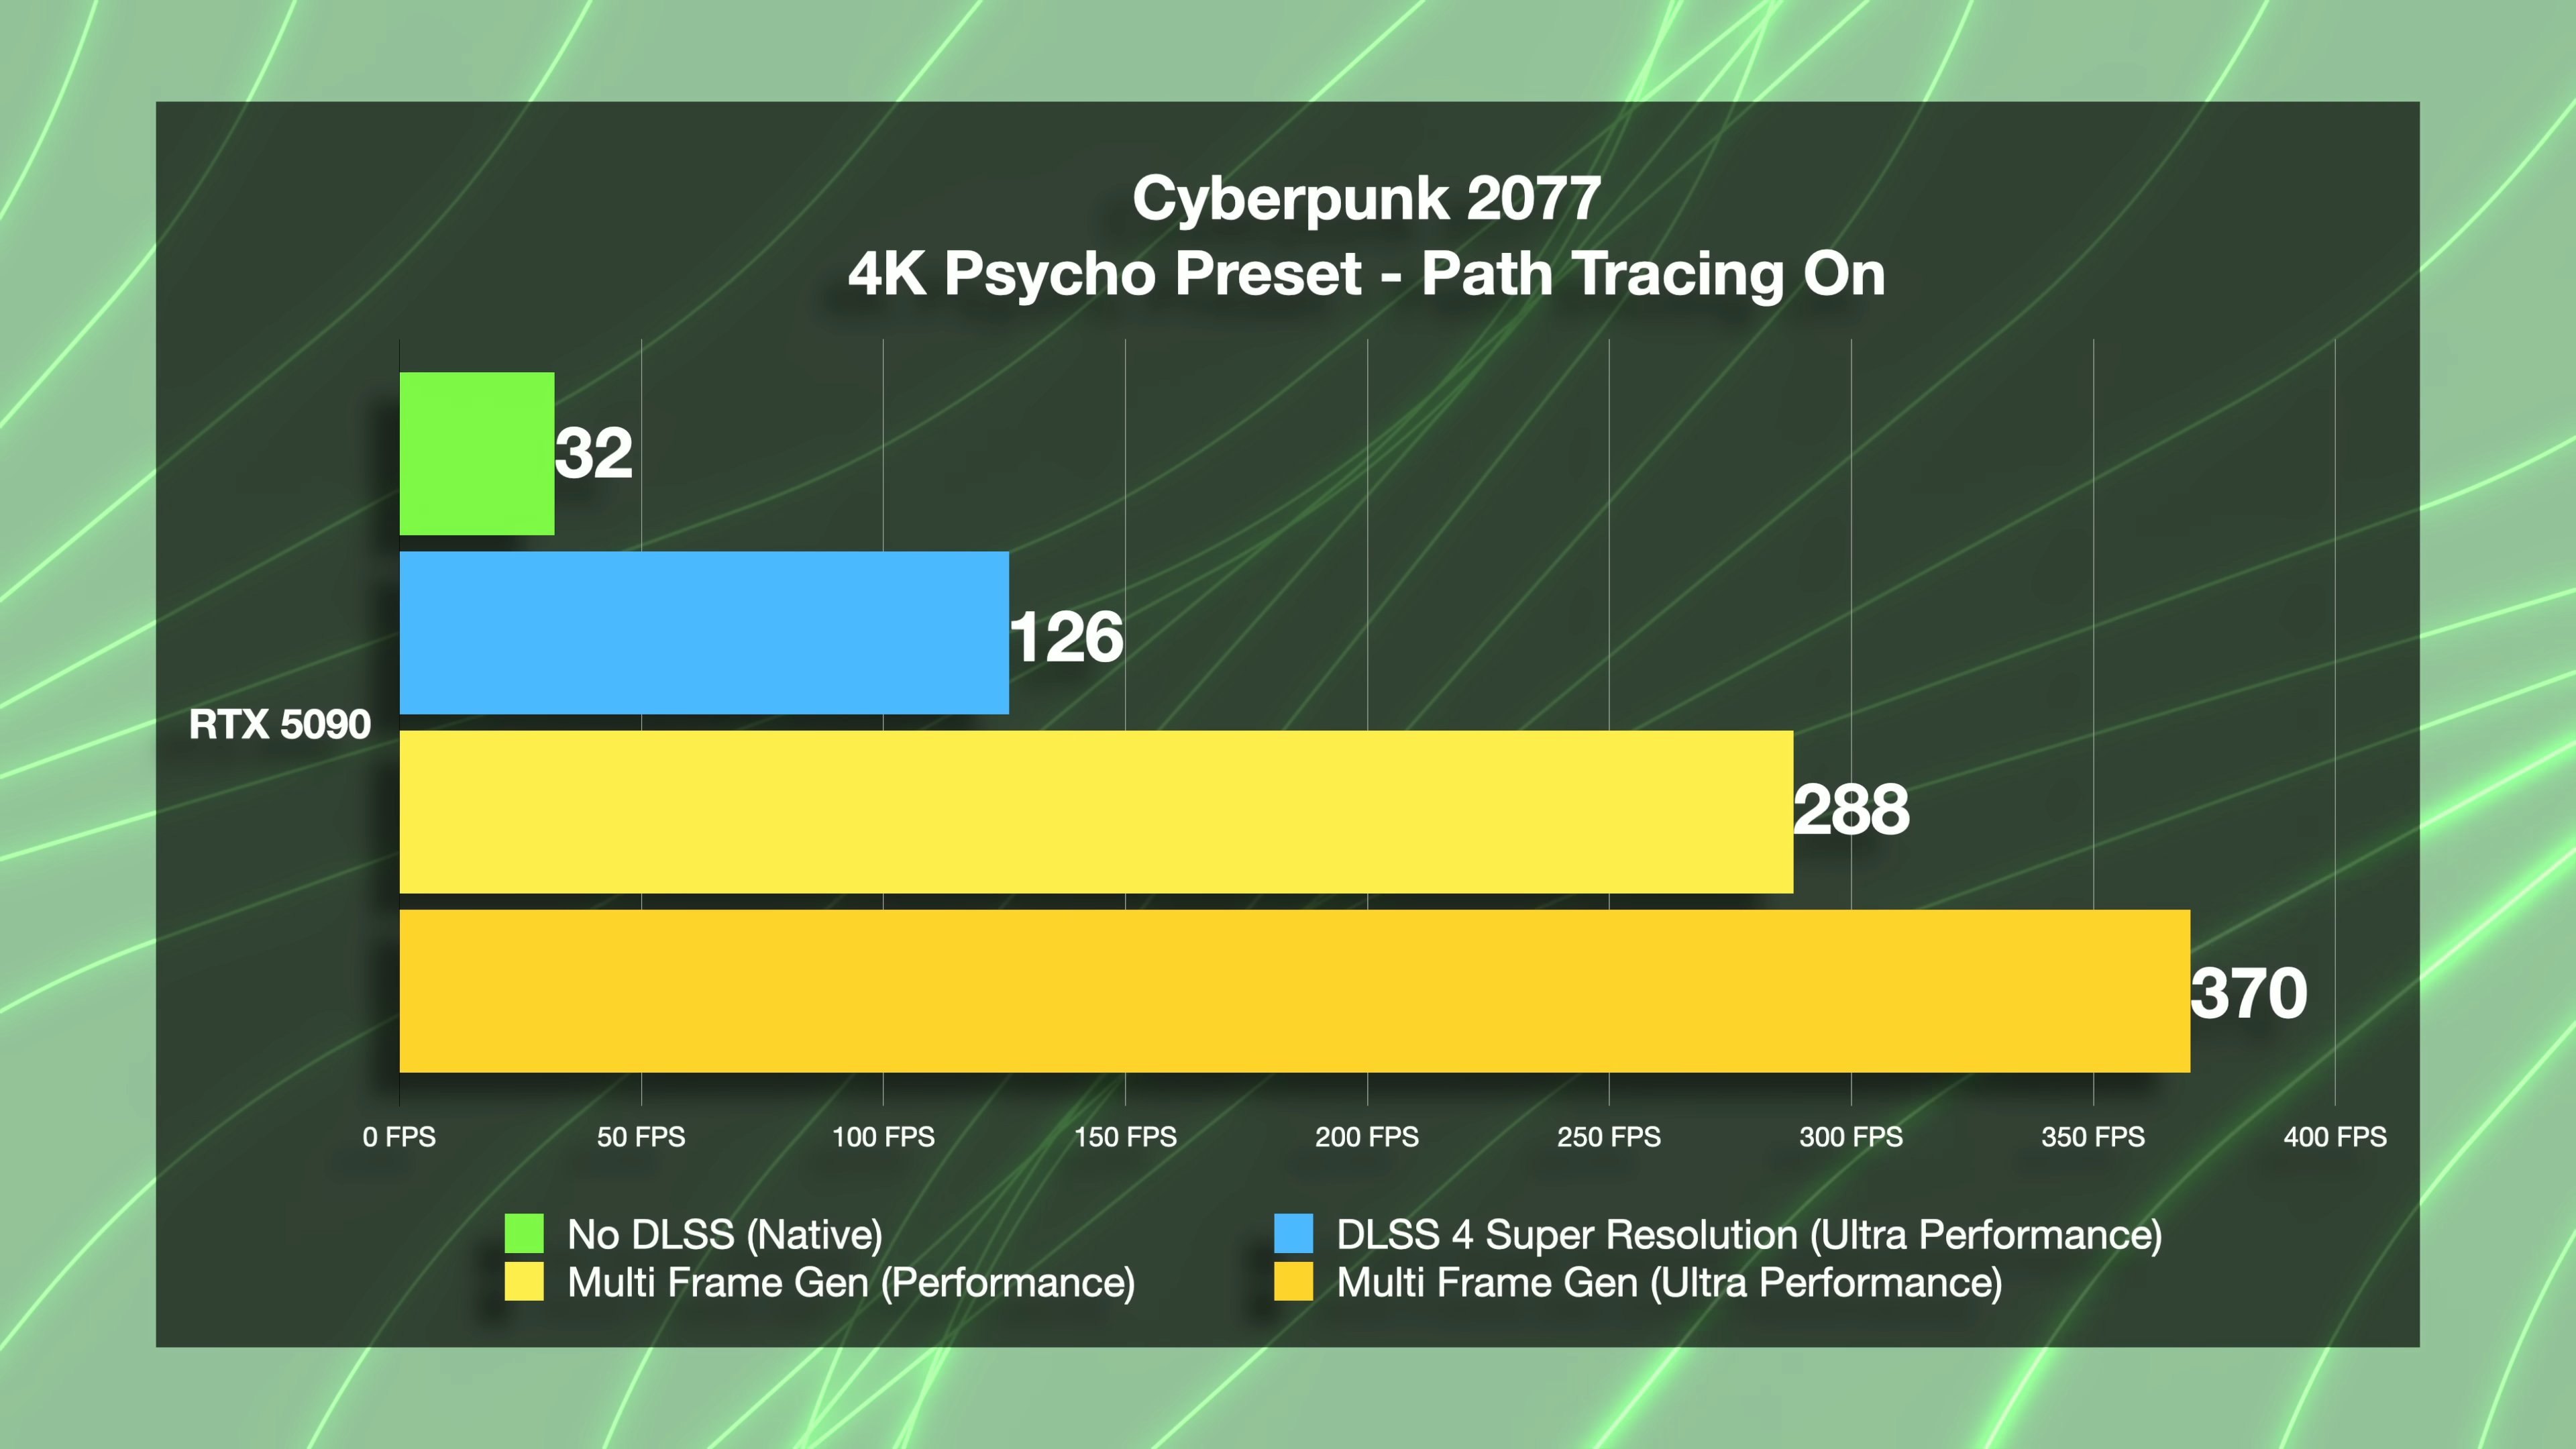 Cyberpunk 2077
4K Psycho Preset - Path Tracing On
32
126
RTX 5090
288
370
0 FPS
50 FPS
100 FPS
150 FPS
200 FPS
250 FPS
300 FPS
350 FPS
400 FPS
No DLSS (Native)
DLSS 4 Super Resolution (Ultra Performance)
Multi Frame Gen (Performance)
Multi Frame Gen (Ultra Performance)